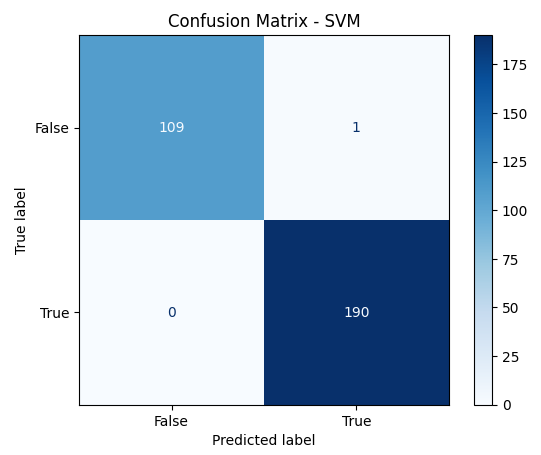 Confusion Matrix - SVM
True label
False
109
1
True
0
190
False
True
Predicted label
175
150
125
100
75
50
25
0